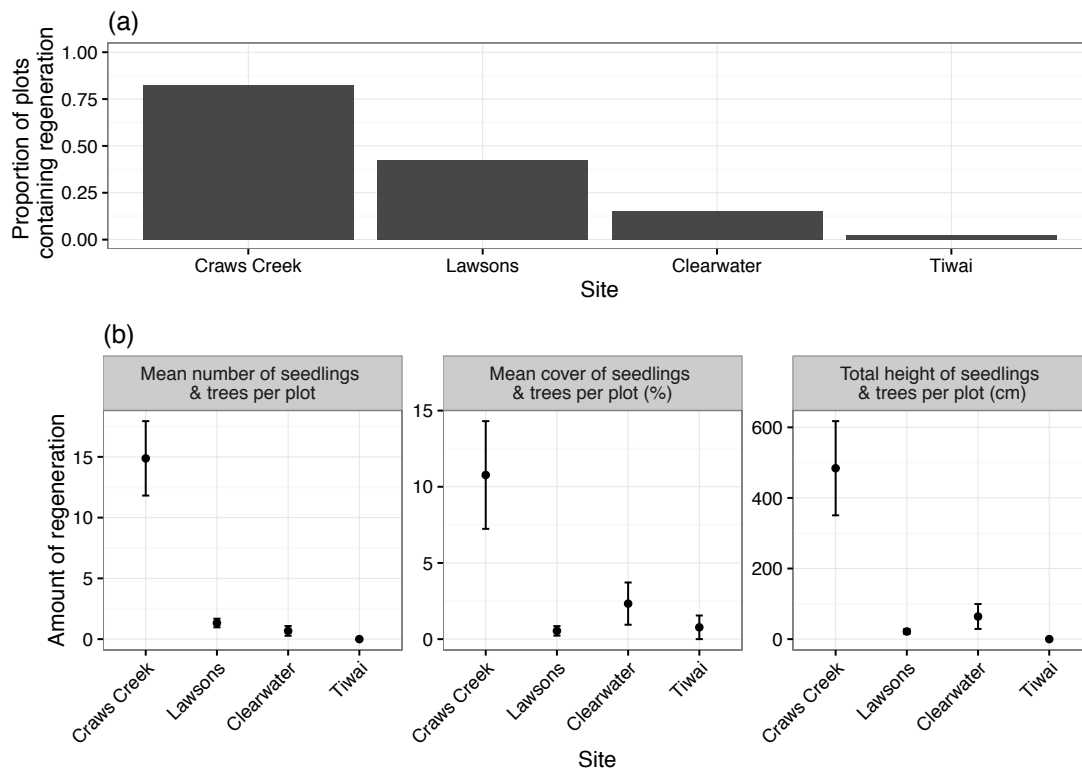 (a)
Proportion of plots
containing regeneration
1.00
0.75
0.50
0.25
0.00
Craws Creek
Lawsons
Clearwater
Tiwai
Site
(b)
Amount of regeneration
Mean number of seedlings
& trees per plot
15
10
5
0
Craws Creek
Lawsons
Clearwater
Tiwai
Mean cover of seedlings
& trees per plot (%)
15
10
5
0
Craws Creek
Lawsons
Clearwater
Tiwai
Total height of seedlings
& trees per plot (cm)
600
400
200
0
Craws Creek
Lawsons
Clearwater
Tiwai
Site